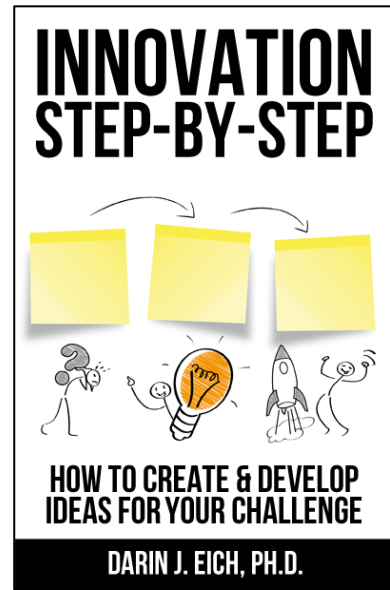 INNOVATION
STEP-BY-STEP
HOW TO CREATE & DEVELOP
IDEAS FOR YOUR CHALLENGE
DARIN J. EICH, PH.D.